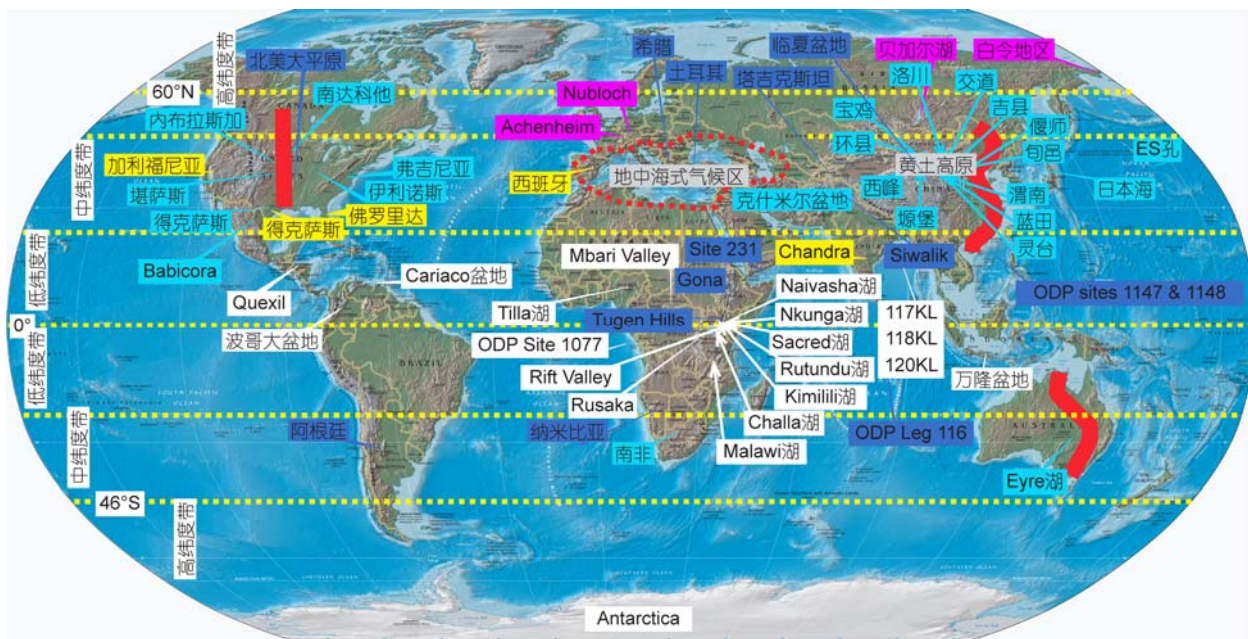 希腊
临夏盆地
贝加尔湖
白令地区
北美大平原
土耳其
塔吉克斯坦
洛川
交道
高纬度带
60°N
南达科他
Nubloch
宝鸡
吉县
内布拉斯加
Achenheim
环县
偃师
加利福尼亚
弗吉尼亚
黄土高原
旬邑
ES孔
中纬度带
堪萨斯
伊利诺斯
西班牙
地中海式气候区
克什米尔盆地
西峰
渭南
日本海
得克萨斯
得克萨斯
佛罗里达
塬堡
蓝田
灵台
Babicora
Mbari Valley
Site 231
Chandra
Siwalik
低纬度带
Quexil
Cariaco盆地
Gona
Naivasha湖
Tilla湖
Tugen Hills
Nkunga湖
117KL
118KL
120KL
ODP sites 1147 & 1148
0°
波哥大盆地
BRAZIL
ODP Site 1077
Sacred湖
低纬度带
Rift Valley
Rutundu湖
万隆盆地
Rusaka
Kimilili湖
Challa湖
中纬度带
阿根廷
纳米比亚
南非
Malawi湖
ODP Leg 116
Eyre湖
46°S
高纬度带
Antarctica